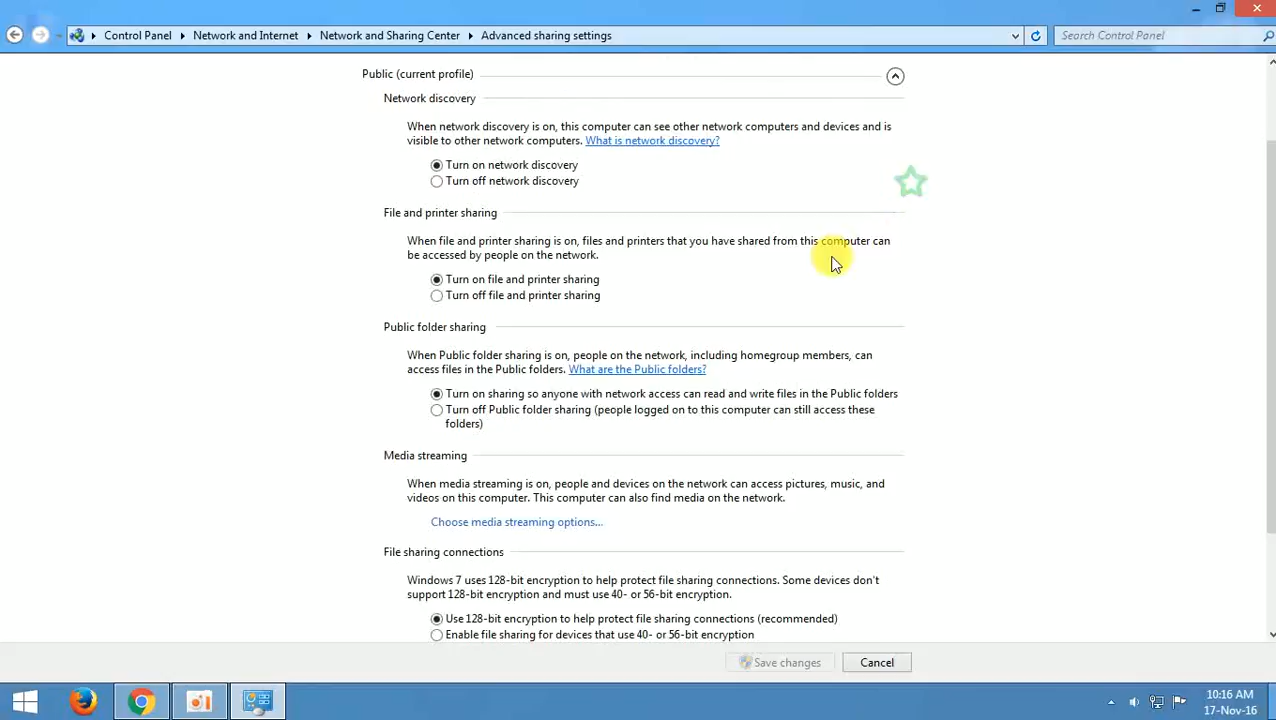 Control Panel Network and Internet Network and Sharing Center Advanced sharing settings
Search Control Panel
Public (current profile)
Network discovery
When network discovery is on, this computer can see other network computers and devices and is
visible to other network computers. What is network discovery?
Turn on network discovery
Turn off network discovery
File and printer sharing
When file and printer sharing is on, files and printers that you have shared from this computer can
be accessed by people on the network.
Turn on file and printer sharing
Turn off file and printer sharing
Public folder sharing
When Public folder sharing is on, people on the network, including homegroup members, can
access files in the Public folders. What are the Public folders?
Turn on sharing so anyone with network access can read and write files in the Public folders
Turn off Public folder sharing (people logged on to this computer can still access these
folders)
Media streaming
When media streaming is on, people and devices on the network can access pictures, music, and
videos on this computer. This computer can also find media on the network.
Choose media streaming options...
File sharing connections
Windows 7 uses 128-bit encryption to help protect file sharing connections. Some devices don't
support 128-bit encryption and must use 40- or 56-bit encryption.
Use 128-bit encryption to help protect file sharing connections (recommended)
Enable file sharing for devices that use 40- or 56-bit encryption
Save changes Cancel
10:16 AM
17-Nov-16